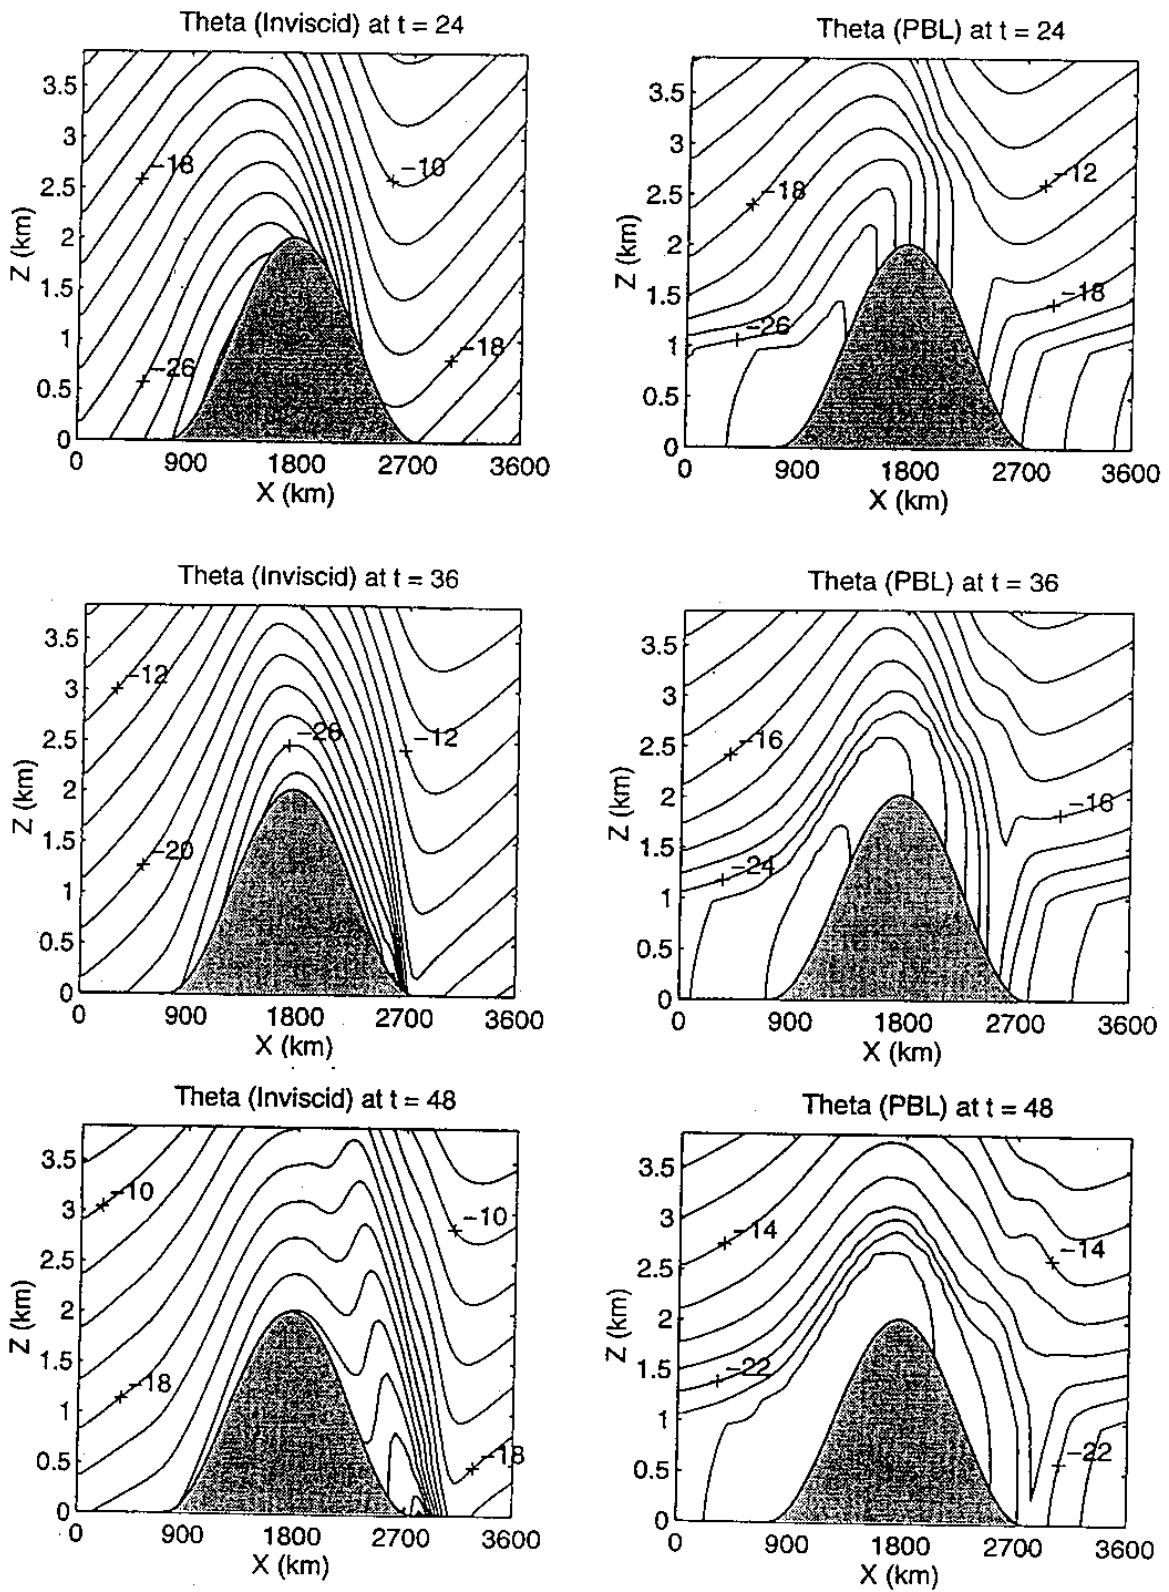 Theta (Inviscid) at t = 24
3.5
3
2.5
2
1.5
1
0.5
0
Z (km)
-18
-10
-26
-18
0 900 1800 2700 3600
X (km)
Theta (PBL) at t = 24
3.5
3
2.5
2
1.5
1
0.5
0
Z (km)
-18
-12
-26
-18
0 900 1800 2700 3600
X (km)
Theta (Inviscid) at t = 36
3.5
3
2.5
2
1.5
1
0.5
0
Z (km)
-12
-26
-12
-20
0 900 1800 2700 3600
X (km)
Theta (PBL) at t = 36
3.5
3
2.5
2
1.5
1
0.5
0
Z (km)
-16
-16
-24
0 900 1800 2700 3600
X (km)
Theta (Inviscid) at t = 48
3.5
3
2.5
2
1.5
1
0.5
0
Z (km)
-10
-10
-18
-18
0 900 1800 2700 3600
X (km)
Theta (PBL) at t = 48
3.5
3
2.5
2
1.5
1
0.5
0
Z (km)
-14
-14
-22
-22
0 900 1800 2700 3600
X (km)